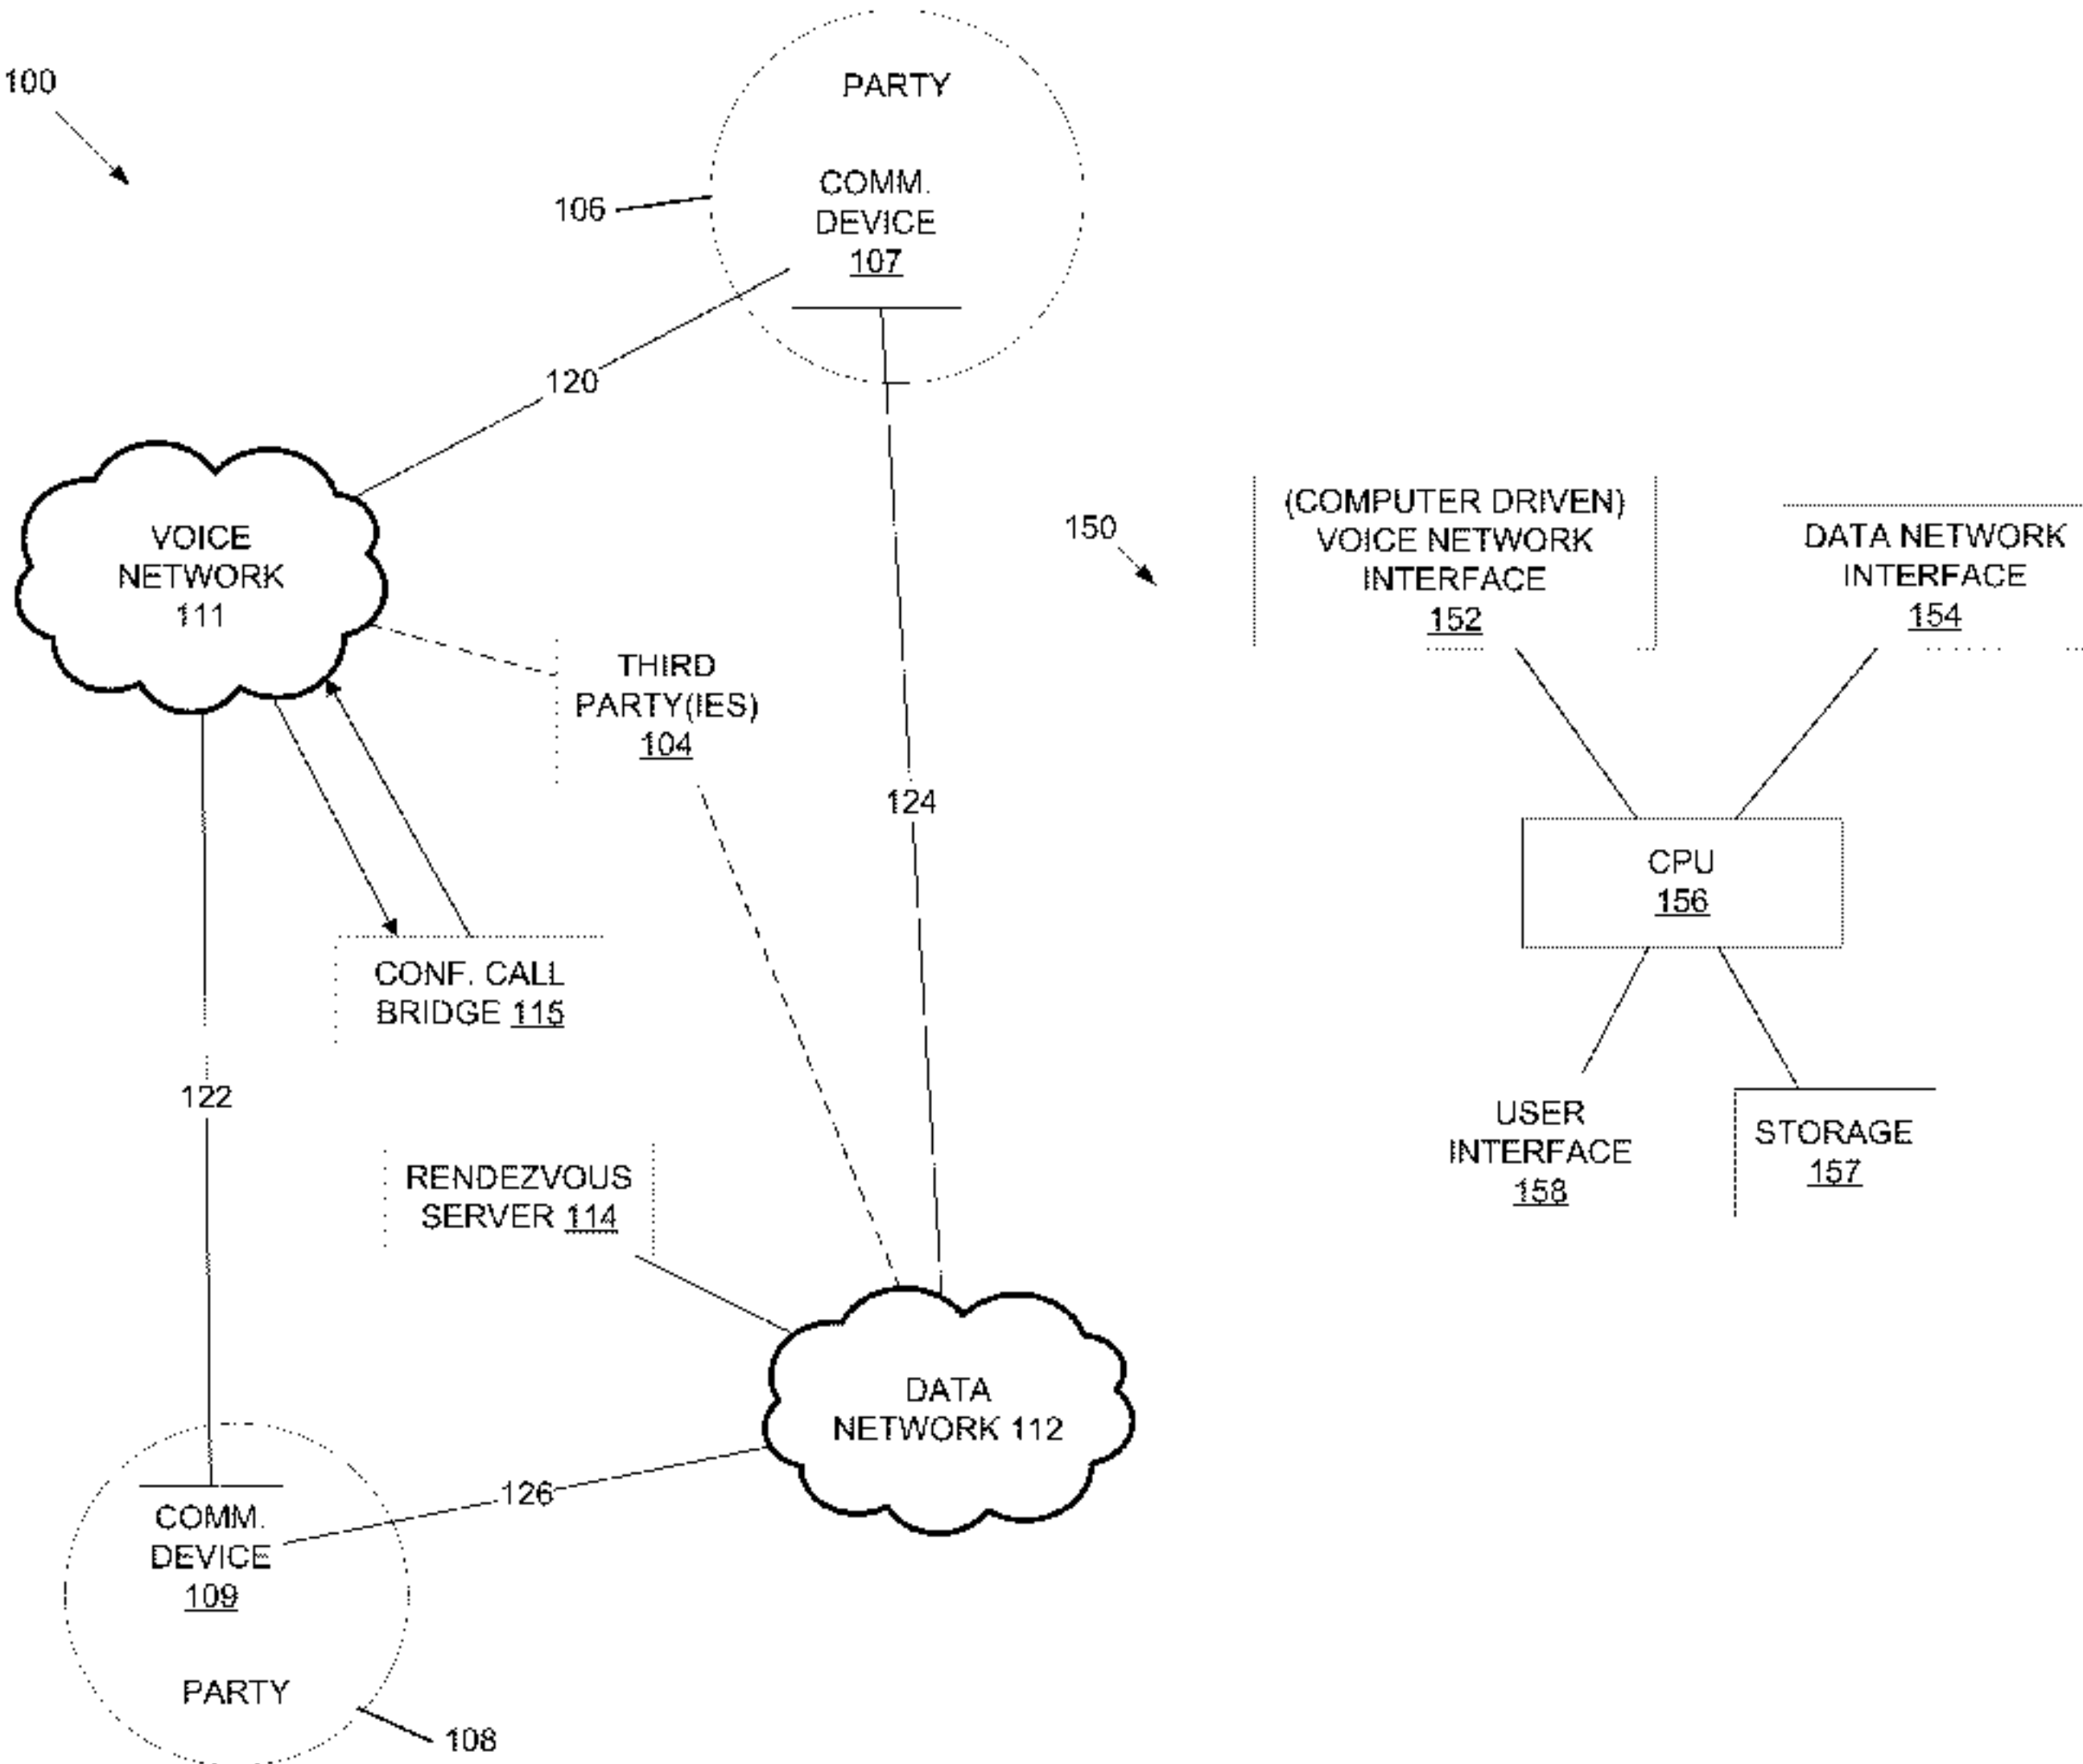 100
PARTY
COMM.
DEVICE
107
106
120
VOICE
NETWORK
111
THIRD
PARTY(IES)
104
124
CONF. CALL
BRIDGE 115
122
RENDEZVOUS
SERVER 114
DATA
NETWORK 112
126
COMM.
DEVICE
109
PARTY
108
150
(COMPUTER DRIVEN)
VOICE NETWORK
INTERFACE
152
DATA NETWORK
INTERFACE
154
CPU
156
USER
INTERFACE
158
STORAGE
157